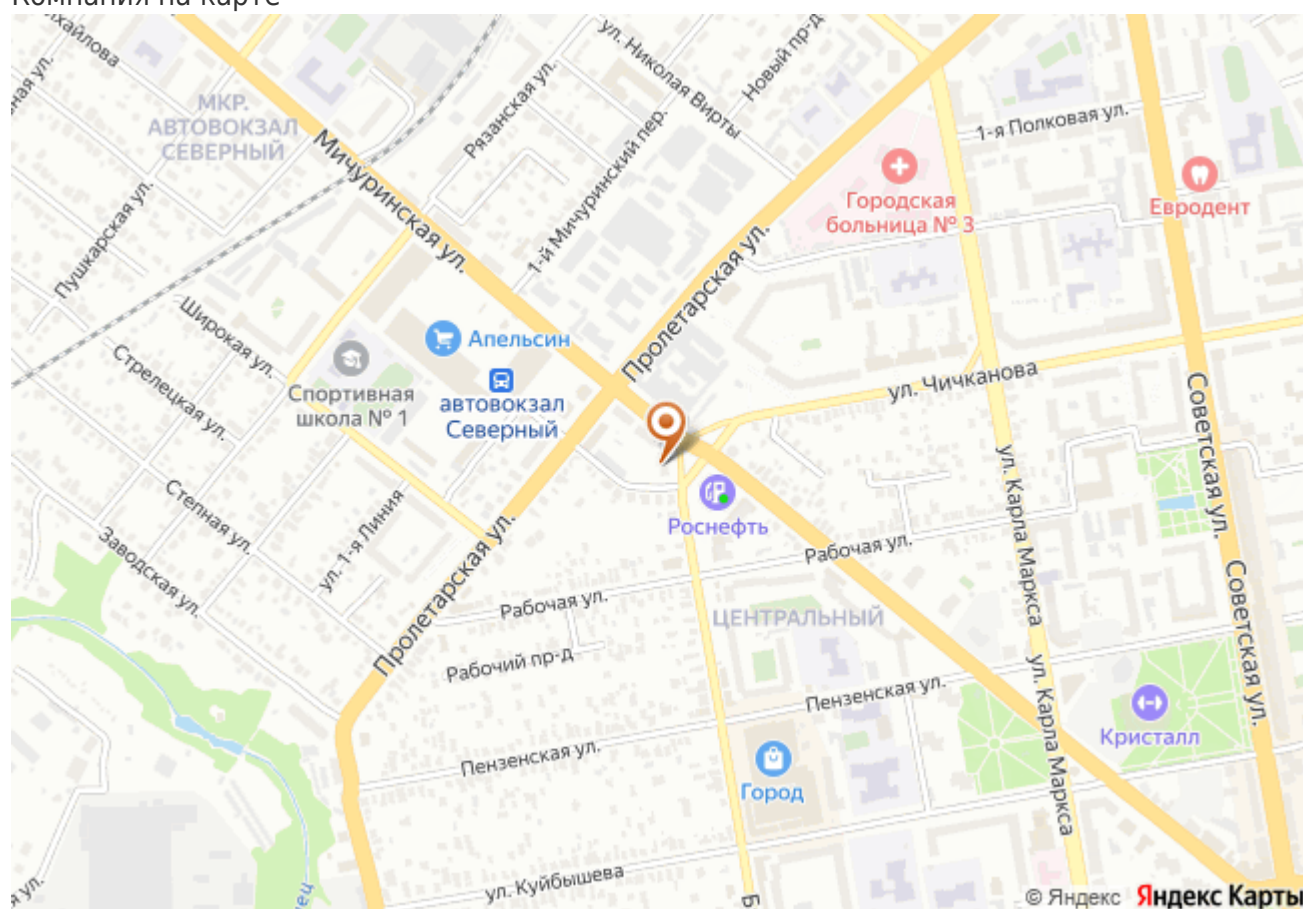 Компания на карте
ул. Николая Вирты
Новый пр-д
МКР.
АВТОВОКЗАЛ
СЕВЕРНЫЙ
Рязанская ул.
1-я Полковая ул.
Мичуринская ул.
1-й Мичуринский пер.
Городская
больница № 3
Евродент
Пушкарская ул.
Пролетарская ул.
Широкая ул.
Апельсин
Стрелецкая ул.
Спортивная
школа № 1
автовокзал
Северный
ул. Чичканова
Советская ул.
ул. Карла Маркса
Степная ул.
ул. 1-я Линия
Роснефть
Рабочая ул.
Заводская ул.
Пролетарская ул.
Рабочая ул.
ЦЕНТРАЛЬНЫЙ
Советская ул.
Рабочий пр-д
Пензенская ул.
ул. Карла Маркса
Кристалл
Пензенская ул.
Город
ул. Куйбышева
Б
© Яндекс Яндекс Карты